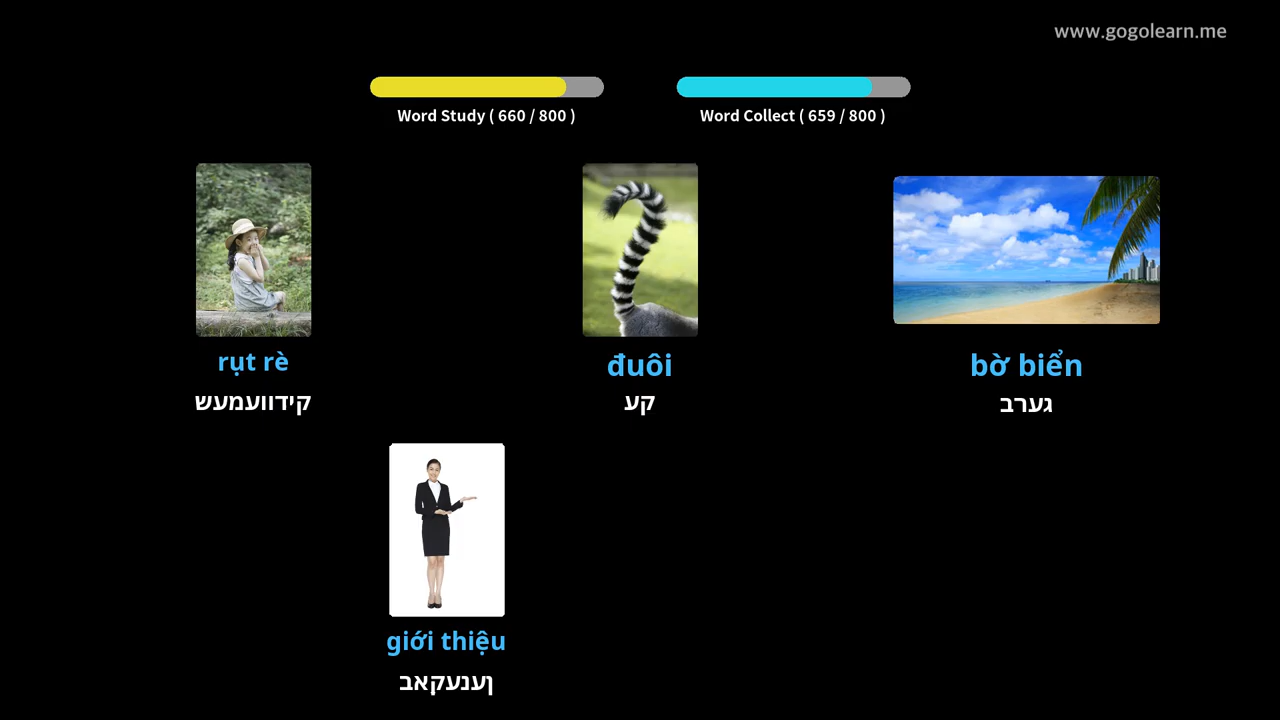 www.gogolearn.me
Word Study ( 660 / 800 )
Word Collect ( 659 / 800 )
rụt rè
קידוועמעש
đuôi
קע
bờ biển
גערב
giới thiệu
ןענעקאַב